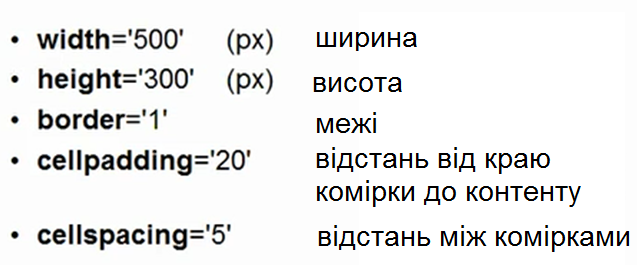 • width='500' (px) ширина
• height='300' (px) висота
• border='1' межі
• cellpadding='20' відстань від краю
комірки до контенту
• cellspacing='5' відстань між комірками